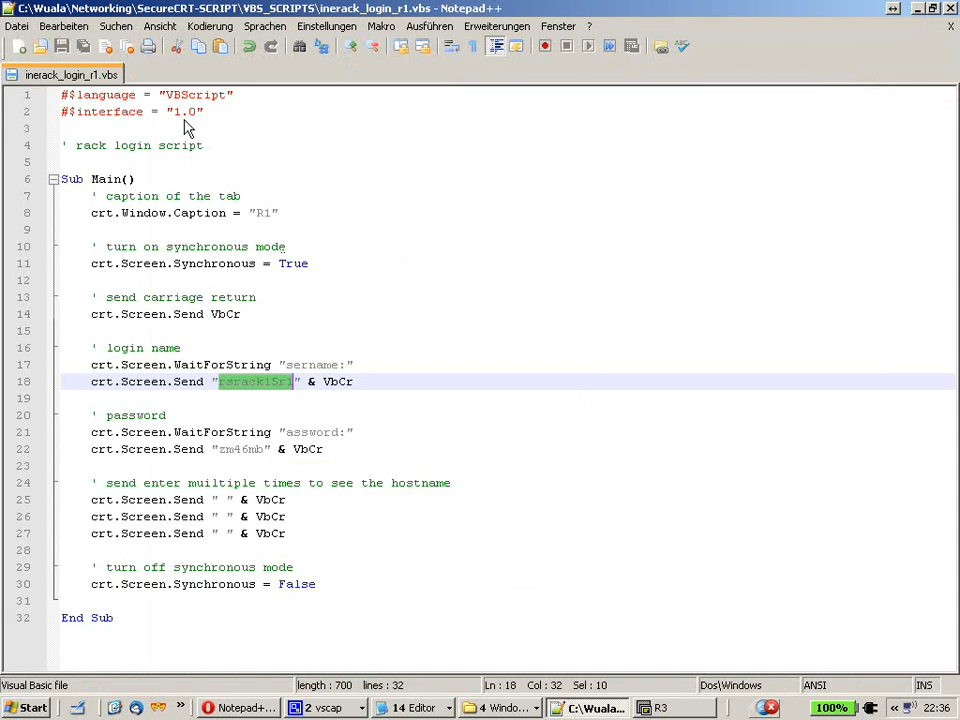 C:\Wuala\Networking\SecureCRT-SCRIPT\VBS_SCRIPTS\inerack_login_r1.vbs - Notepad++
Datei Bearbeiten Suchen Ansicht Kodierung Sprachen Einstellungen Makro Ausführen Erweiterungen Fenster ? X
inerack_login_r1.vbs
1 #$language = "VBScript"
2 #$interface = "1.0"
3
4 ' rack login script
5
6 Sub Main()
7 ' caption of the tab
8 crt.Window.Caption = "R1"
9
10 ' turn on synchronous mode
11 crt.Screen.Synchronous = True
12
13 ' send carriage return
14 crt.Screen.Send VbCr
15
16 ' login name
17 crt.Screen.WaitForString "sername:"
18 crt.Screen.Send "rsrack15r1" & VbCr
19
20 ' password
21 crt.Screen.WaitForString "assword:"
22 crt.Screen.Send "zm46mb" & VbCr
23
24 ' send enter muiltiple times to see the hostname
25 crt.Screen.Send " " & VbCr
26 crt.Screen.Send " " & VbCr
27 crt.Screen.Send " " & VbCr
28
29 ' turn off synchronous mode
30 crt.Screen.Synchronous = False
31
32 End Sub
Visual Basic file length : 700 lines : 32 Ln : 18 Col : 32 Sel : 10 Dos\Windows ANSI INS
Start » Notepad+... 2 vscap 14 Editor 4 Windo... C:\Wuala... R3 100% « 22:36